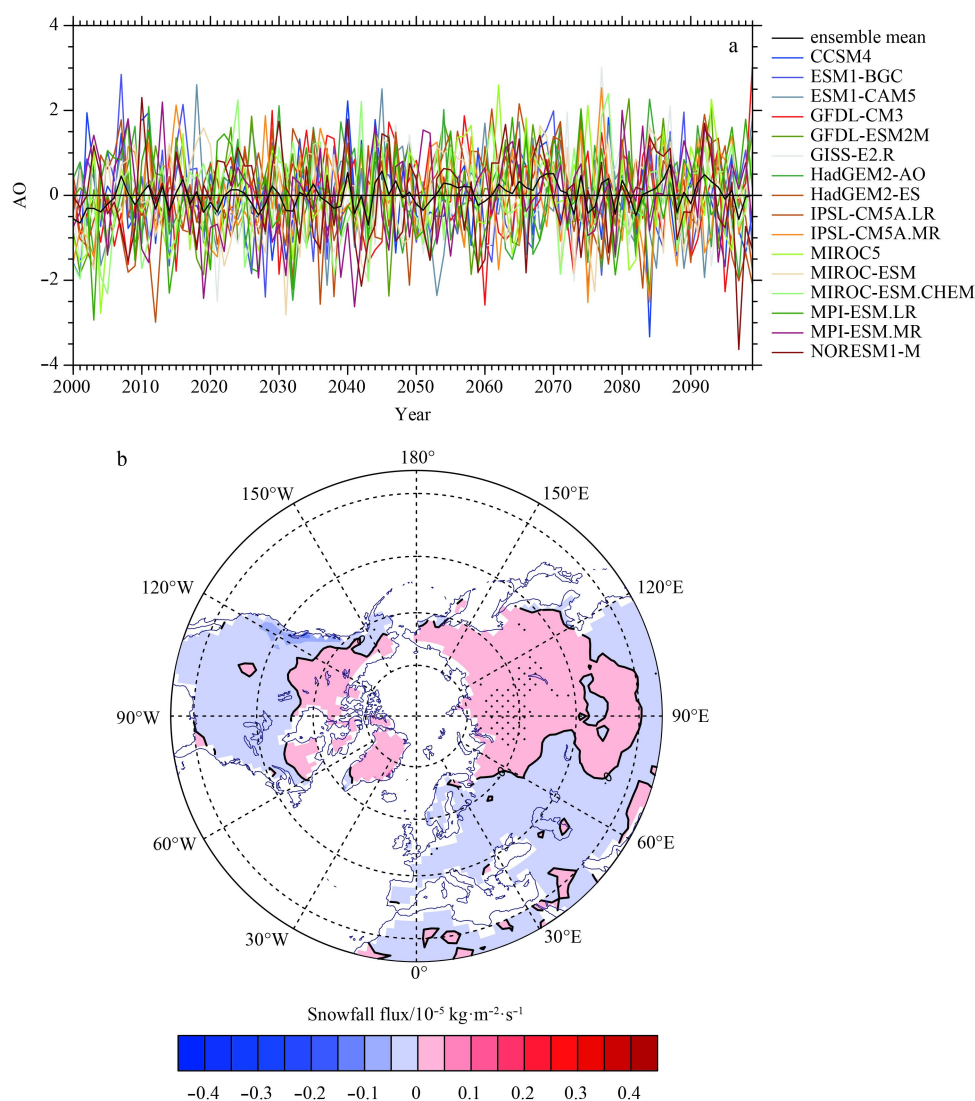 4
2
0
−2
−4
AO
a
2000 2010 2020 2030 2040 2050 2060 2070 2080 2090
Year
ensemble mean
CCSM4
ESM1-BGC
ESM1-CAM5
GFDL-CM3
GFDL-ESM2M
GISS-E2.R
HadGEM2-AO
HadGEM2-ES
IPSL-CM5A.LR
IPSL-CM5A.MR
MIROC5
MIROC-ESM
MIROC-ESM.CHEM
MPI-ESM.LR
MPI-ESM.MR
NORESM1-M
b
180°
150°W 150°E
120°W 120°E
90°W 90°E
60°W 60°E
30°W 30°E
0°
Snowfall flux/10⁻⁵ kg·m⁻²·s⁻¹
−0.4 −0.3 −0.2 −0.1 0 0.1 0.2 0.3 0.4